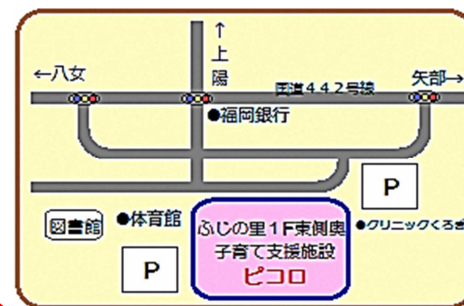 ↑
上
陽
←八女
国道442号線
矢部→
●福岡銀行
P
図書館
●体育館
ふじの里1F東側奥
子育て支援施設
ピコロ
●クリニックくろぎ
P